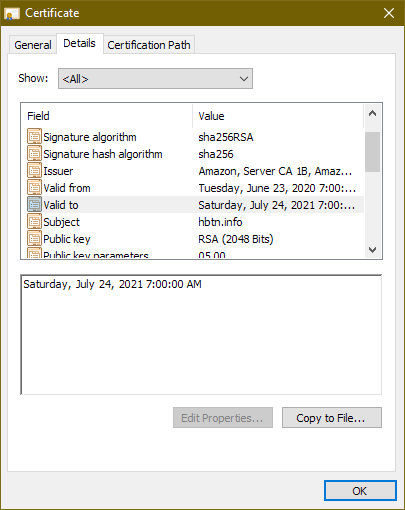 Certificate
General Details Certification Path
Show: <All>
Field Value
Signature algorithm sha256RSA
Signature hash algorithm sha256
Issuer Amazon, Server CA 1B, Amaz...
Valid from Tuesday, June 23, 2020 7:00:...
Valid to Saturday, July 24, 2021 7:00:...
Subject hbtn.info
Public key RSA (2048 Bits)
Public key parameters 05 00
Saturday, July 24, 2021 7:00:00 AM
Edit Properties... Copy to File...
OK